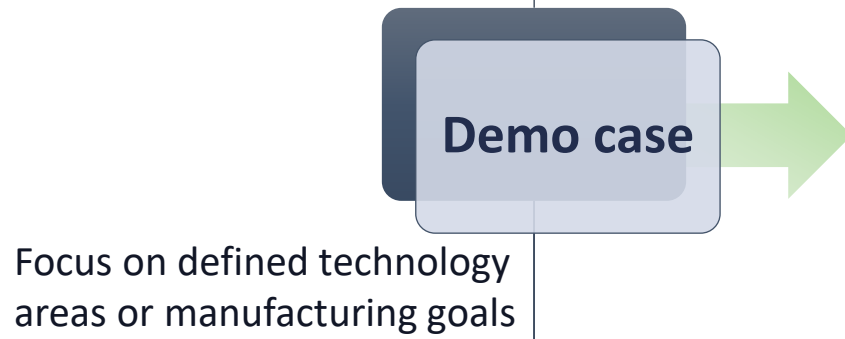 Demo case
Focus on defined technology
areas or manufacturing goals